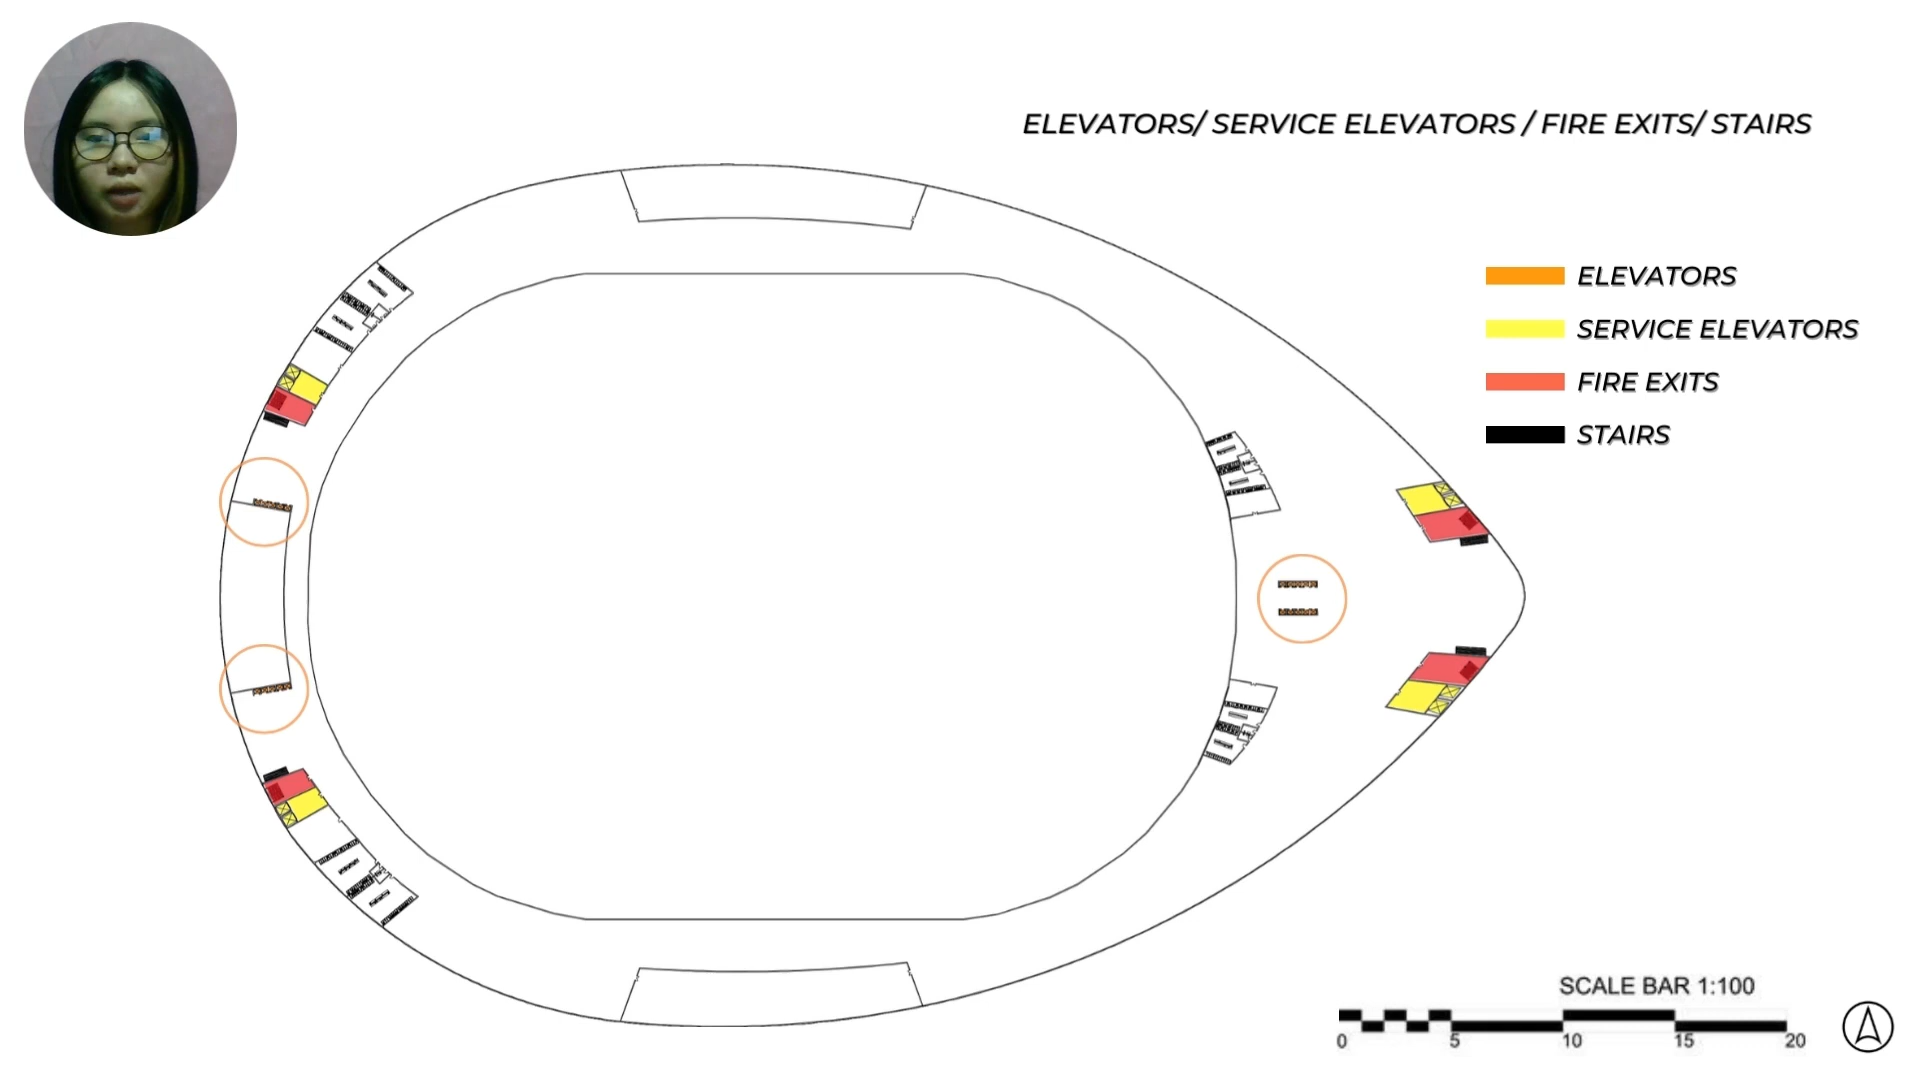 ELEVATORS/ SERVICE ELEVATORS / FIRE EXITS/ STAIRS
ELEVATORS
SERVICE ELEVATORS
FIRE EXITS
STAIRS
SCALE BAR 1:100
0 5 10 15 20